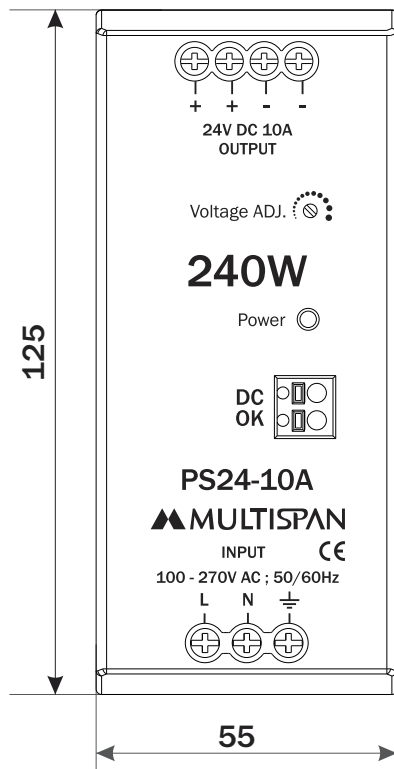 + + - -
24V DC 10A
OUTPUT
Voltage ADJ.
240W
Power
125
DC
OK
PS24-10A
MULTISPAN
INPUT CE
100 - 270V AC ; 50/60Hz
L N
55